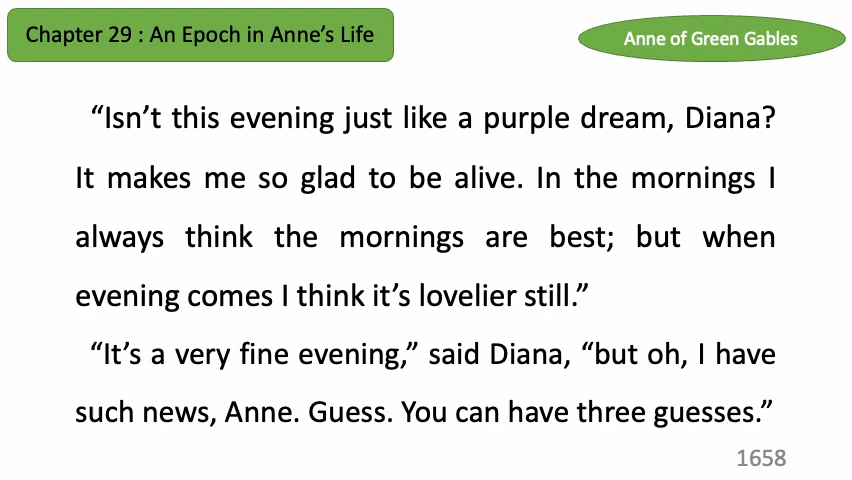 Chapter 29 : An Epoch in Anne’s Life
Anne of Green Gables
“Isn’t this evening just like a purple dream, Diana?
It makes me so glad to be alive. In the mornings I
always think the mornings are best; but when
evening comes I think it’s lovelier still.”
“It’s a very fine evening,” said Diana, “but oh, I have
such news, Anne. Guess. You can have three guesses.”
1658